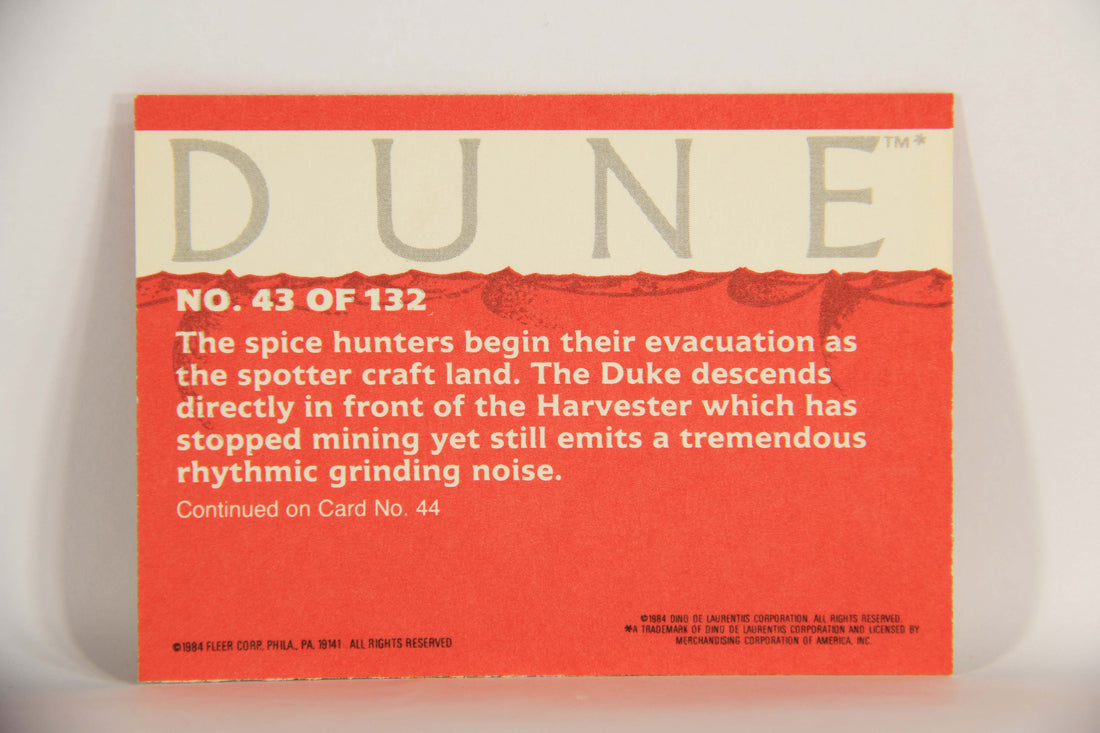 DUNE™*
NO. 43 OF 132
The spice hunters begin their evacuation as
the spotter craft land. The Duke descends
directly in front of the Harvester which has
stopped mining yet still emits a tremendous
rhythmic grinding noise.
Continued on Card No. 44
©1984 FLEER CORP., PHILA., PA. 19141 ALL RIGHTS RESERVED
©1984 DINO DE LAURENTIIS CORPORATION. ALL RIGHTS RESERVED.
*A TRADEMARK OF DINO DE LAURENTIIS CORPORATION AND LICENSED BY
MERCHANDISING CORPORATION OF AMERICA, INC.